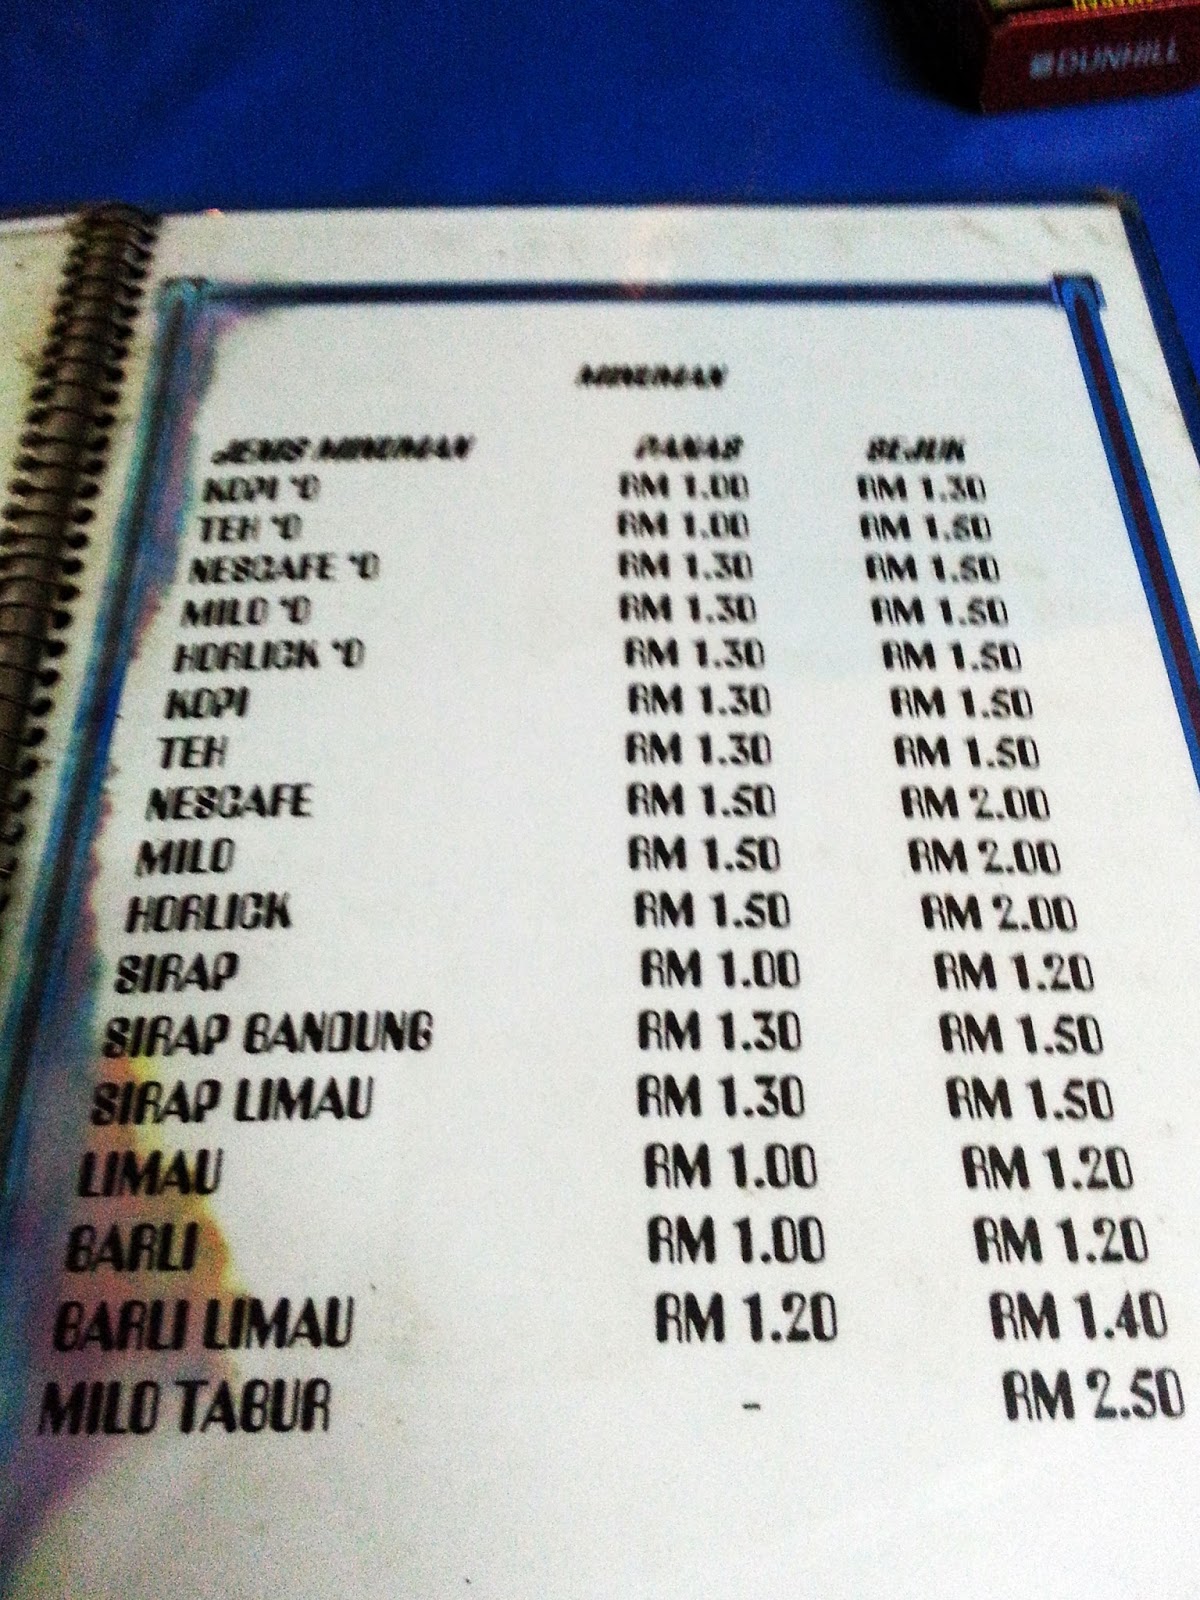 DUNHILL
MINUMAN
JENIS MINUMAN PANAS SEJUK
KOPI 'O RM 1.00 RM 1.30
TEH 'O RM 1.00 RM 1.50
NESCAFE 'O RM 1.30 RM 1.50
MILO 'O RM 1.30 RM 1.50
HORLICK 'O RM 1.30 RM 1.50
KOPI RM 1.30 RM 1.50
TEH RM 1.30 RM 1.50
NESCAFE RM 1.50 RM 2.00
MILO RM 1.50 RM 2.00
HORLICK RM 1.50 RM 2.00
SIRAP RM 1.00 RM 1.20
SIRAP BANDUNG RM 1.30 RM 1.50
SIRAP LIMAU RM 1.30 RM 1.50
LIMAU RM 1.00 RM 1.20
BARLI RM 1.00 RM 1.20
BARLI LIMAU RM 1.20 RM 1.40
MILO TABUR - RM 2.50